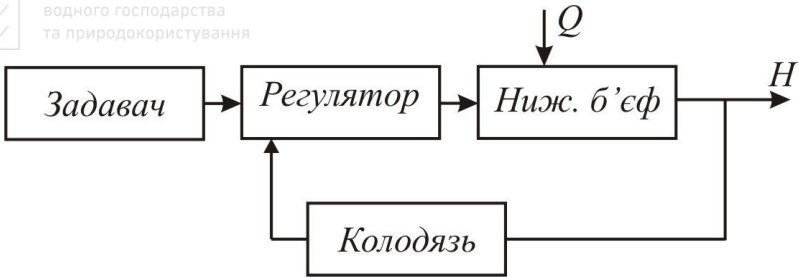 водного господарства
та природокористування
Q
H
Задавач
Регулятор
Ниж. б’єф
Колодязь